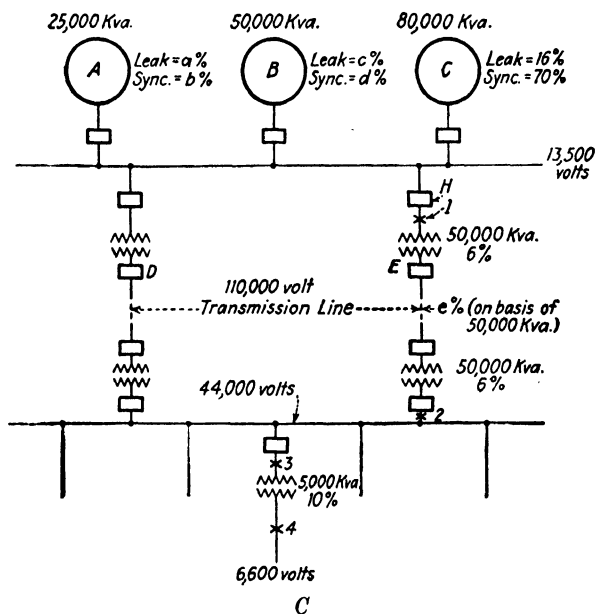 25,000 Kva.
50,000 Kva.
80,000 Kva.
A
Leak=a%
Sync.=b%
B
Leak=c%
Sync.=d%
C
Leak=16%
Sync.=70%
13,500
volts
H
1
50,000 Kva.
6%
D
E
110,000 volt
Transmission Line
e% (on basis of
50,000 Kva.)
50,000 Kva.
6%
44,000 volts
2
3
5,000 Kva.
10%
4
6,600 volts
C